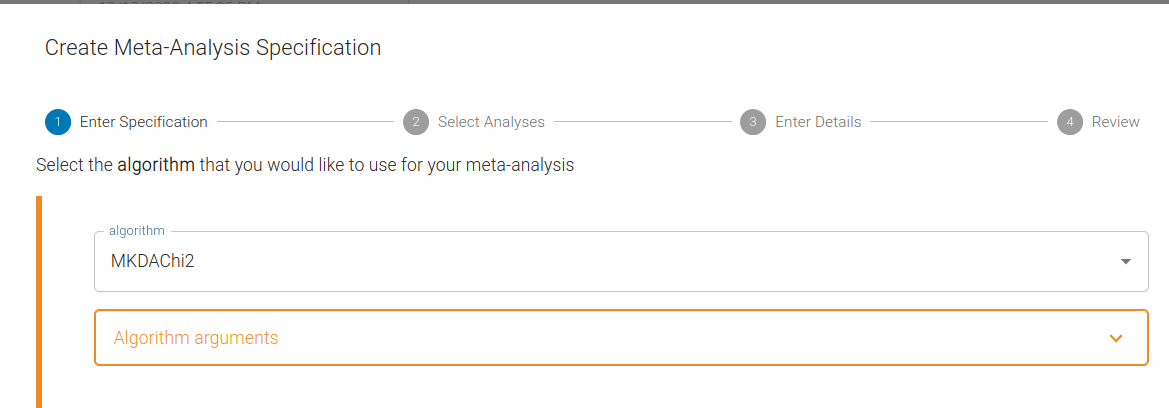 Create Meta-Analysis Specification
1 Enter Specification 2 Select Analyses 3 Enter Details 4 Review
Select the algorithm that you would like to use for your meta-analysis
algorithm
MKDAChi2
Algorithm arguments